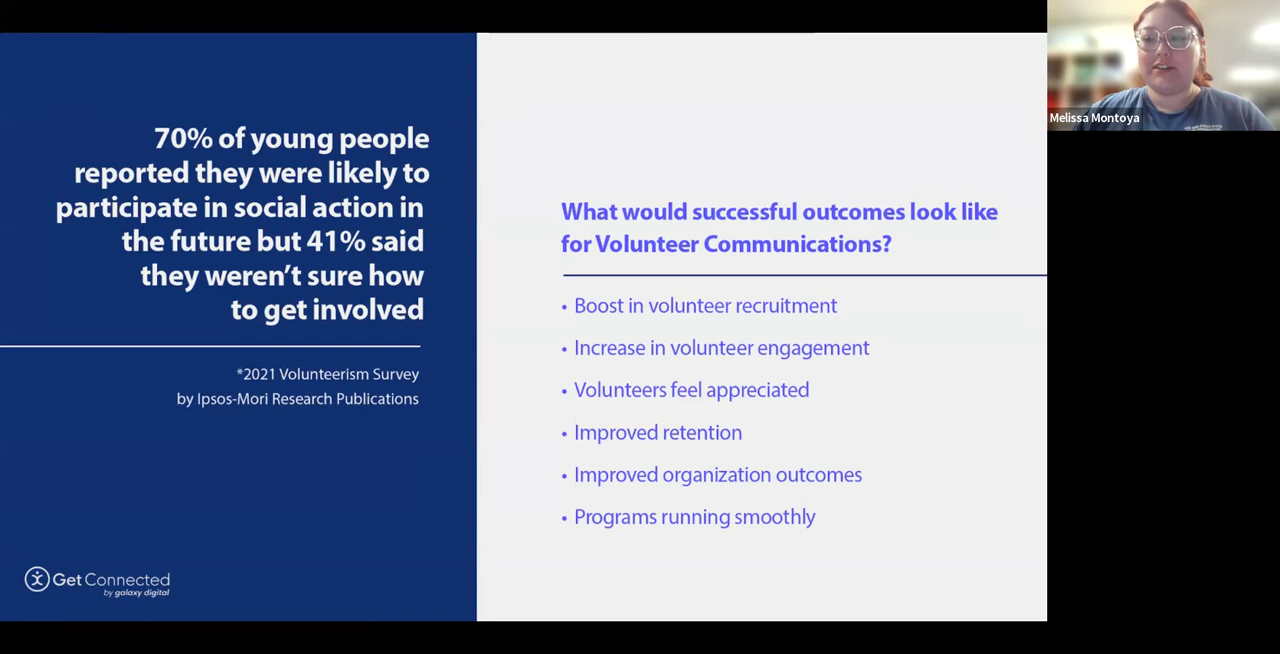 70% of young people
reported they were likely to
participate in social action in
the future but 41% said
they weren't sure how
to get involved
*2021 Volunteerism Survey
by Ipsos-Mori Research Publications
GetConnected
by galaxy digital
What would successful outcomes look like
for Volunteer Communications?
• Boost in volunteer recruitment
• Increase in volunteer engagement
• Volunteers feel appreciated
• Improved retention
• Improved organization outcomes
• Programs running smoothly
Melissa Montoya